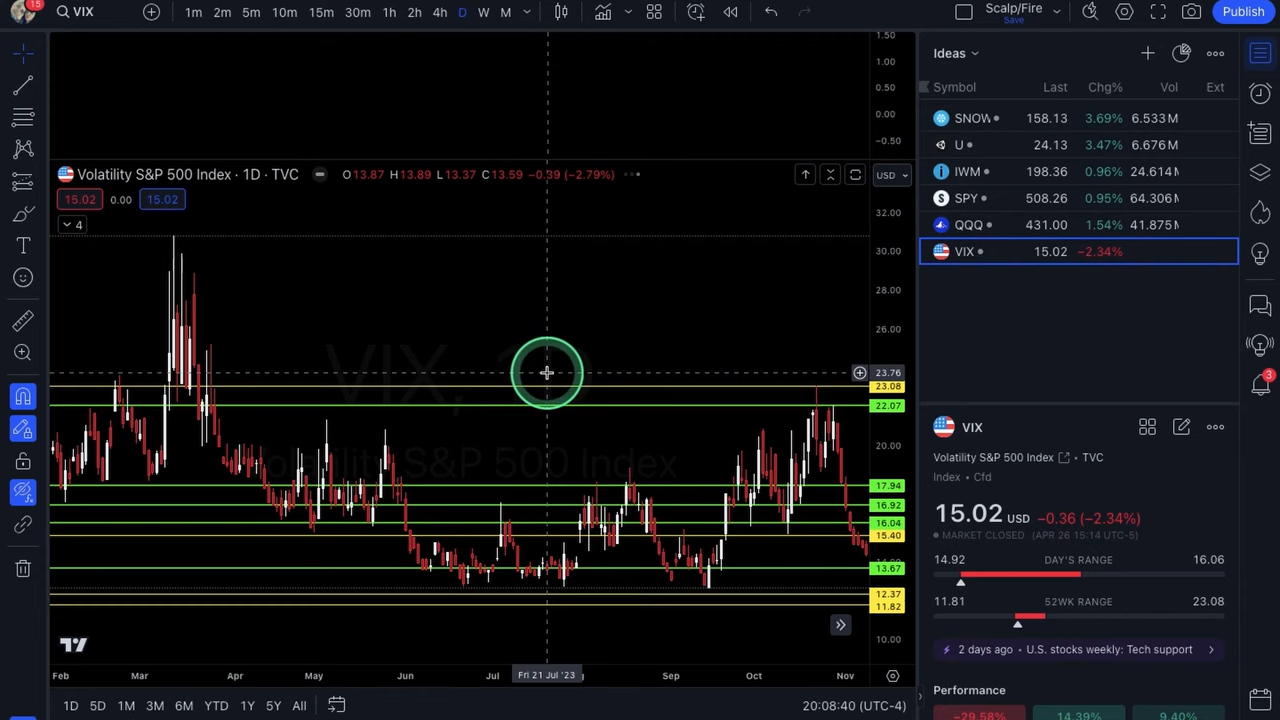 15
VIX
1m 2m 5m 10m 15m 30m 1h 2h 4h D W M
Scalp/Fire
Save
Publish
1.50
1.00
0.50
0.00
−0.50
Volatility S&P 500 Index · 1D · TVC
O13.87 H13.89 L13.37 C13.59 −0.39 (−2.79%)
USD
15.02 0.00 15.02
4
32.00
30.00
28.00
26.00
VIX, 1D
Volatility S&P 500 Index
23.76
23.08
22.07
20.00
17.94
16.92
16.04
15.40
13.67
12.37
11.82
10.00
Feb Mar Apr May Jun Jul Fri 21 Jul '23 Sep Oct Nov
1D 5D 1M 3M 6M YTD 1Y 5Y All
20:08:40 (UTC-4)
Ideas
Symbol Last Chg% Vol Ext
SNOW 158.13 3.69% 6.533M
U 24.13 3.47% 6.676M
IWM 198.36 0.96% 24.614M
SPY 508.26 0.95% 64.306M
QQQ 431.00 1.54% 41.875M
VIX 15.02 −2.34%
3
VIX
Volatility S&P 500 Index · TVC
Index · Cfd
15.02 USD −0.36 (−2.34%)
MARKET CLOSED (APR 26 15:14 UTC-5)
14.92 DAY'S RANGE 16.06
11.81 52WK RANGE 23.08
2 days ago · U.S. stocks weekly: Tech support
Performance
−29.58% 14.39% 9.40%